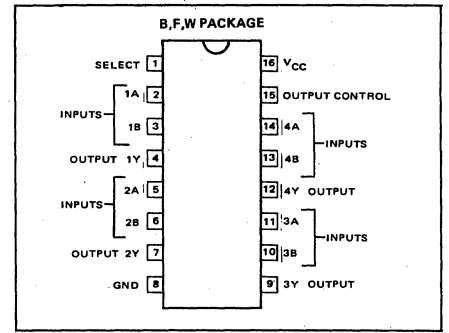 B,F,W PACKAGE
SELECT 1
16 VCC
1A 2
15 OUTPUT CONTROL
INPUTS
1B 3
14 4A
INPUTS
OUTPUT 1Y 4
13 4B
2A 5
12 4Y OUTPUT
INPUTS
2B 6
11 3A
INPUTS
OUTPUT 2Y 7
10 3B
GND 8
9 3Y OUTPUT